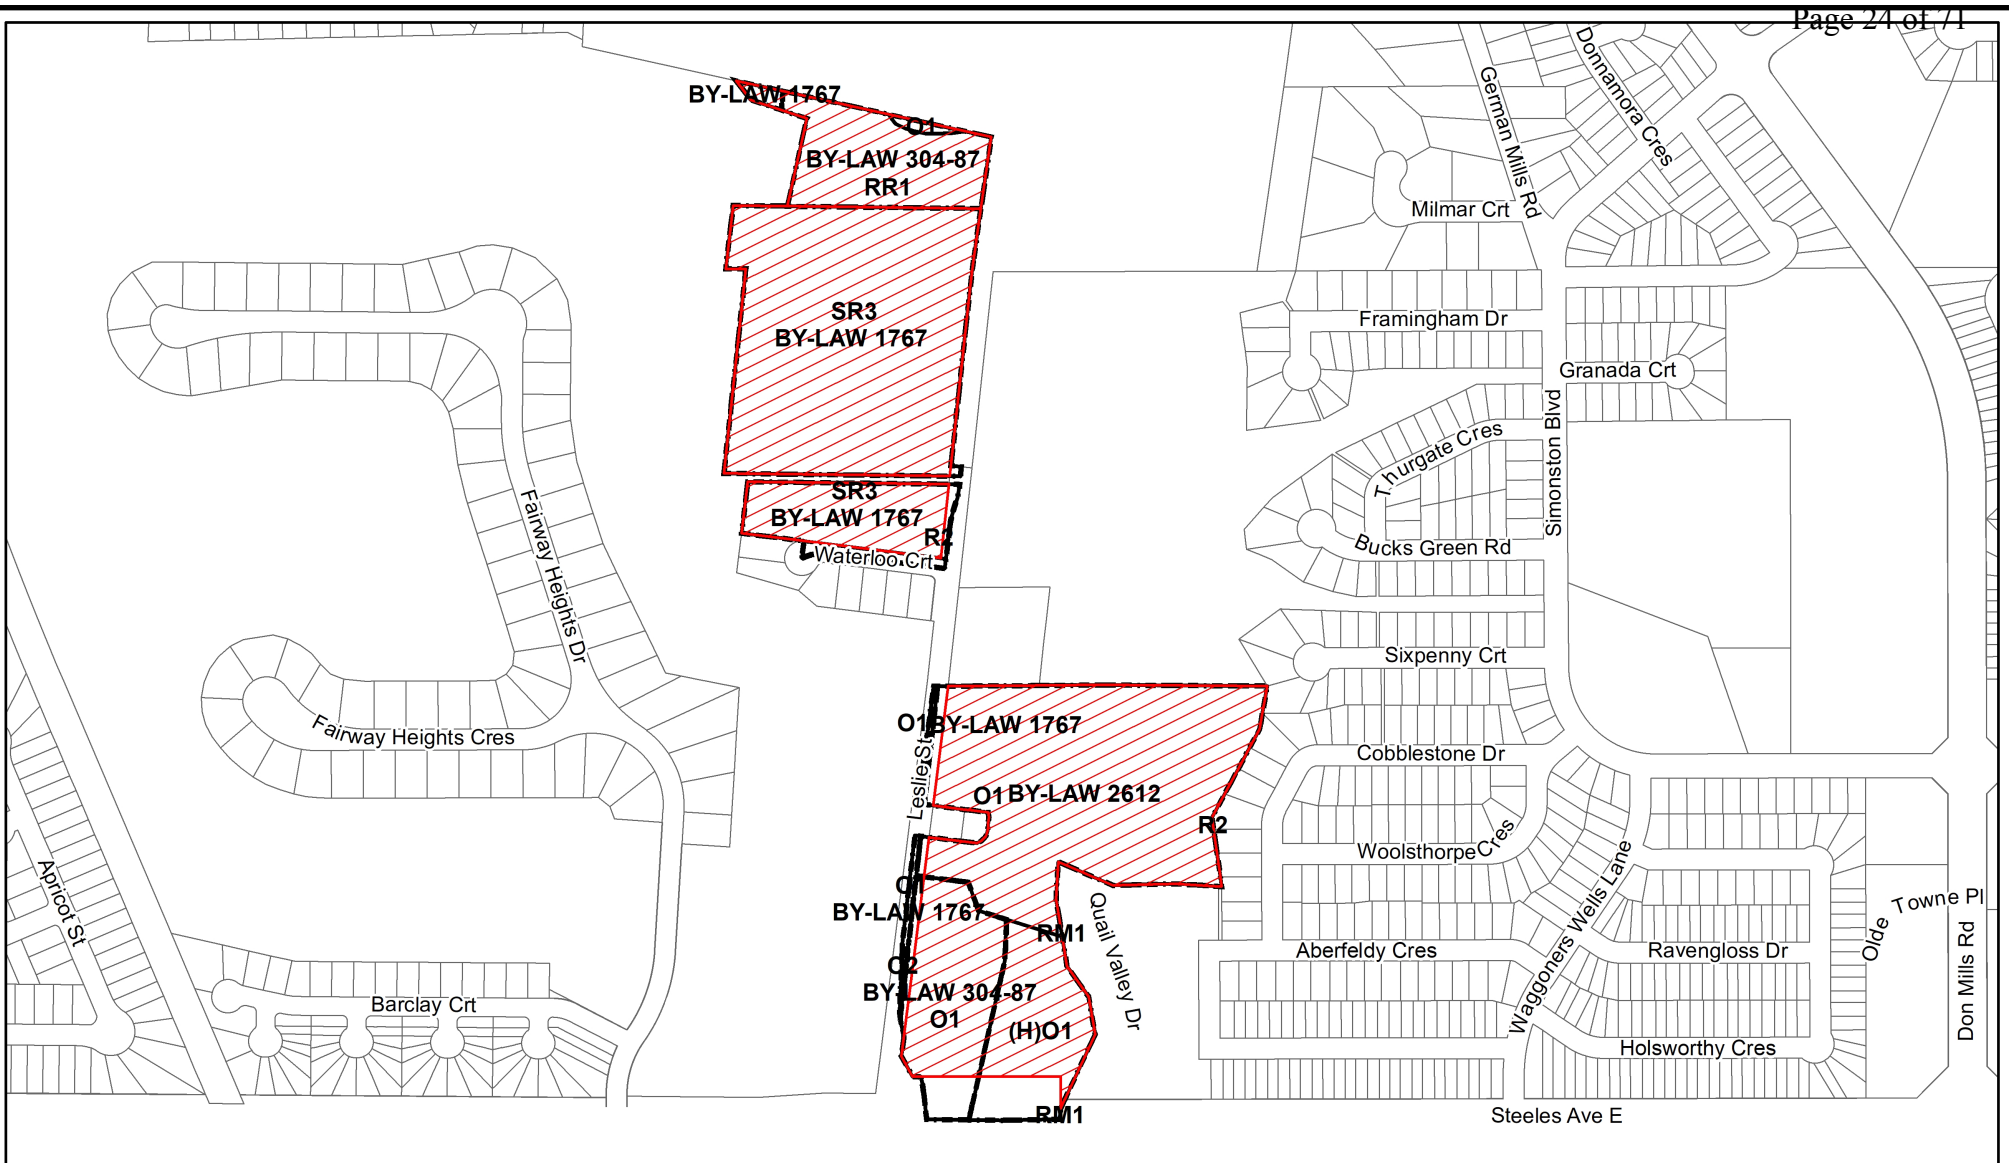 Page 24 of 71
Donnamora Cres
German Mills Rd
BY-LAW 1767
O1
BY-LAW 304-87
RR1
Milmar Crt
SR3
BY-LAW 1767
Framingham Dr
Granada Crt
Simonston Blvd
Thurgate Cres
SR3
BY-LAW 1767
R2
Waterloo Crt
Bucks Green Rd
Fairway Heights Dr
Sixpenny Crt
Fairway Heights Cres
O1
BY-LAW 1767
Leslie St
Cobblestone Dr
O1
BY-LAW 2612
R2
Woolsthorpe Cres
Apricot St
O1
BY-LAW 1767
RM1
Quail Valley Dr
Waggoners Wells Lane
Olde Towne Pl
Don Mills Rd
Aberfeldy Cres
Ravengloss Dr
O2
BY-LAW 304-87
O1
(H)O1
Barclay Crt
Holsworthy Cres
RM1
Steeles Ave E